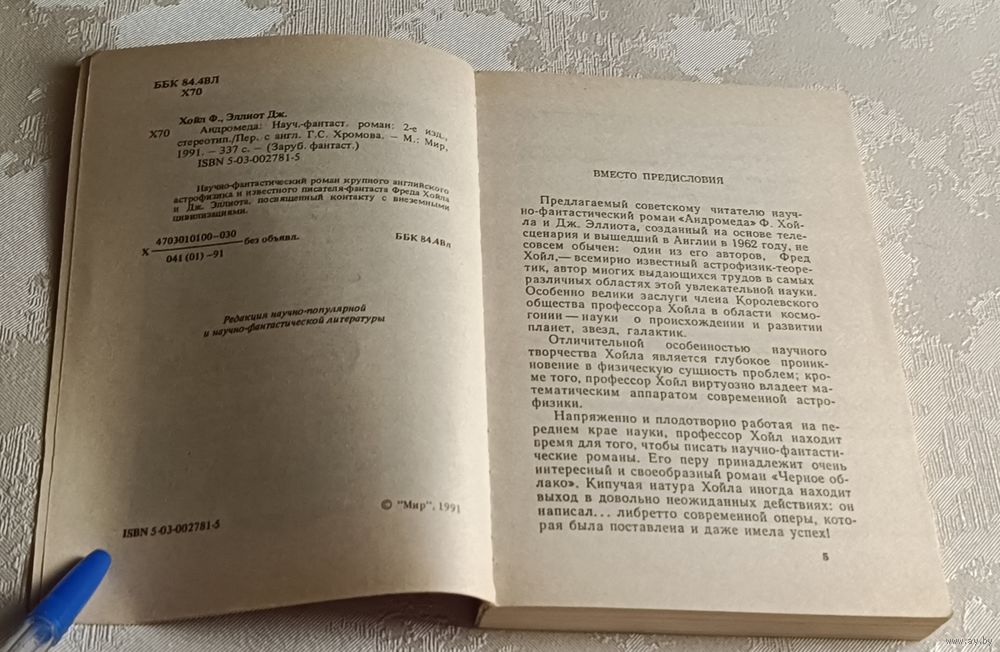 ББК 84.4ВЛ
Х70
Хойл Ф., Эллиот Дж.
Х70 Андромеда: Науч.-фантаст. роман: 2-е изд.,
стереотип./Пер. с англ. Г.С. Хромова. — М.: Мир,
1991. — 337 с. — (Заруб. фантаст.)
ISBN 5-03-002781-5
Научно-фантастический роман крупного английского
астрофизика и известного писателя-фантаста Фреда Хойла
и Дж. Эллиота, посвященный контакту с внеземными
цивилизациями.
Х 4703010100—030 без объявл. ББК 84.4Вл
041 (01) —91
Редакция научно-популярной
и научно-фантастической литературы
© "Мир", 1991
ISBN 5-03-002781-5
ВМЕСТО ПРЕДИСЛОВИЯ
Предлагаемый советскому читателю науч-
но-фантастический роман «Андромеда» Ф. Хой-
ла и Дж. Эллиота, созданный на основе теле-
сценария и вышедший в Англии в 1962 году, не
совсем обычен: один из его авторов, Фред
Хойл,— всемирно известный астрофизик-теоре-
тик, автор многих выдающихся трудов в самых
различных областях этой увлекательной науки.
Особенно велики заслуги члена Королевского
общества профессора Хойла в области космо-
гонии — науки о происхождении и развитии
планет, звезд, галактик.
Отличительной особенностью научного
творчества Хойла является глубокое проник-
новение в физическую сущность проблем; кро-
ме того, профессор Хойл виртуозно владеет ма-
тематическим аппаратом современной астро-
физики.
Напряженно и плодотворно работая на пе-
реднем крае науки, профессор Хойл находит
время для того, чтобы писать научно-фантасти-
ческие романы. Его перу принадлежит очень
интересный и своеобразный роман «Черное об-
лако». Кипучая натура Хойла иногда находит
выход в довольно неожиданных действиях: он
написал... либретто современной оперы, кото-
рая была поставлена и даже имела успех!
5
www.ay.by